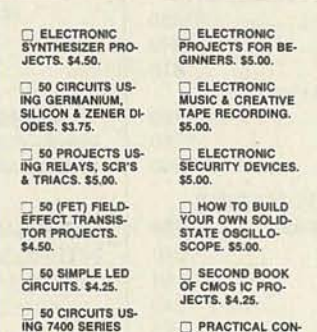 ELECTRONIC
SYNTHESIZER PRO-
JECTS. $4.50.
50 CIRCUITS US-
ING GERMANIUM,
SILICON & ZENER DI-
ODES. $3.75.
50 PROJECTS US-
ING RELAYS, SCR'S
& TRIACS. $5.00.
50 (FET) FIELD-
EFFECT TRANSIS-
TOR PROJECTS.
$4.50.
50 SIMPLE LED
CIRCUITS. $4.25.
50 CIRCUITS US-
ING 7400 SERIES
ELECTRONIC
PROJECTS FOR BE-
GINNERS. $5.00.
ELECTRONIC
MUSIC & CREATIVE
TAPE RECORDING.
$5.00.
ELECTRONIC
SECURITY DEVICES.
$5.00.
HOW TO BUILD
YOUR OWN SOLID-
STATE OSCILLO-
SCOPE. $5.00.
SECOND BOOK
OF CMOS IC PRO-
JECTS. $4.25.
PRACTICAL CON-